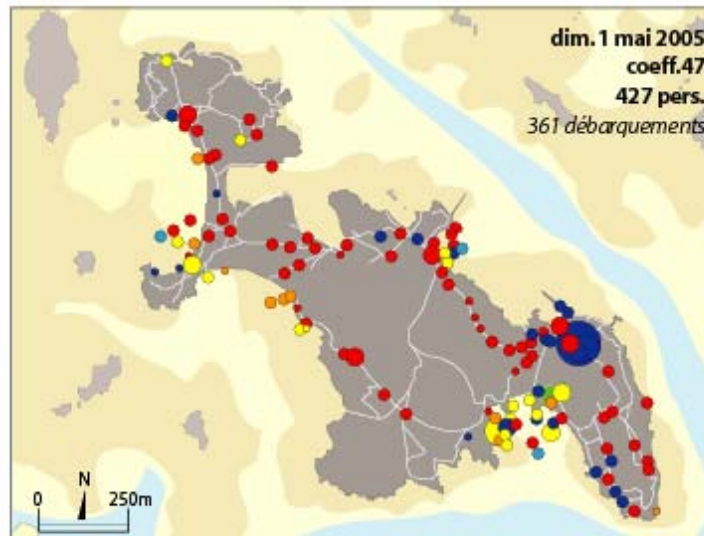 dim. 1 mai 2005
coeff.47
427 pers.
361 débarquements
N
0 250m